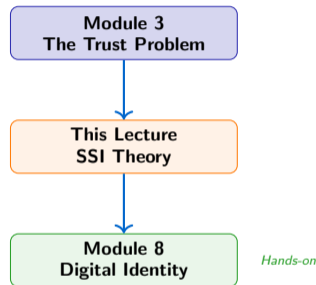 Module 3
The Trust Problem
This Lecture
SSI Theory
Module 8
Digital Identity
Hands-on